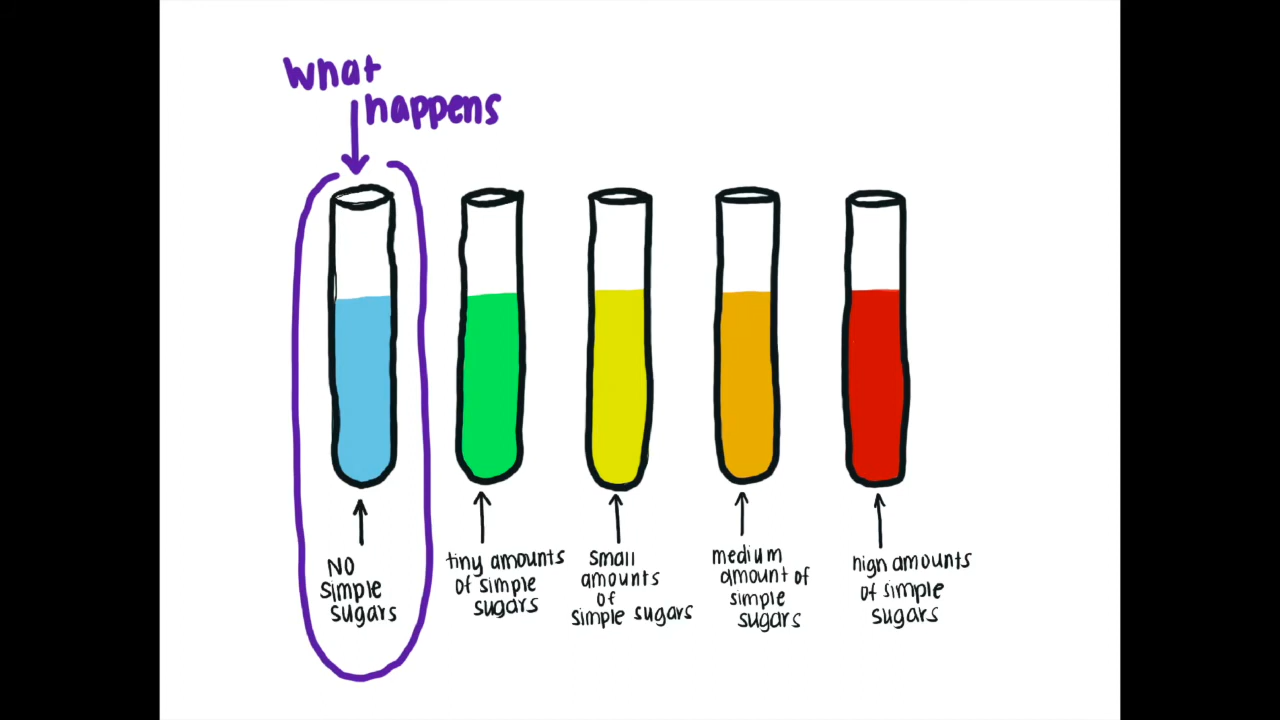 what
happens
NO
simple
sugars
tiny amounts
of simple
sugars
small
amounts
of
simple sugars
medium
amount of
simple
sugars
high amounts
of simple
sugars